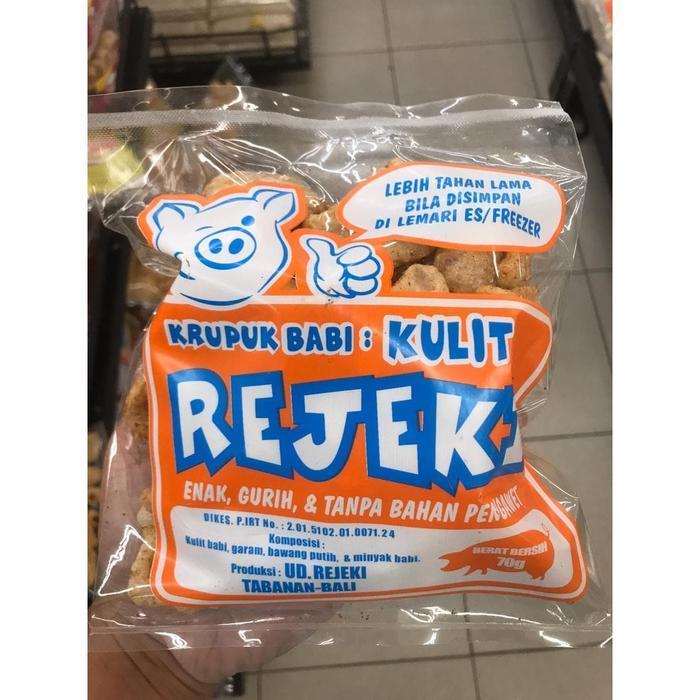 LEBIH TAHAN LAMA
BILA DISIMPAN
DI LEMARI ES/FREEZER
KRUPUK BABI : KULIT
REJEKI
ENAK, GURIH, & TANPA BAHAN PENGAWET
DIKES. P.IRT No. : 2.01.5102.01.0071.24
Komposisi :
Kulit babi, garam, bawang putih, & minyak babi.
Produksi : UD. REJEKI
TABANAN-BALI
BERAT BERSIH
70g